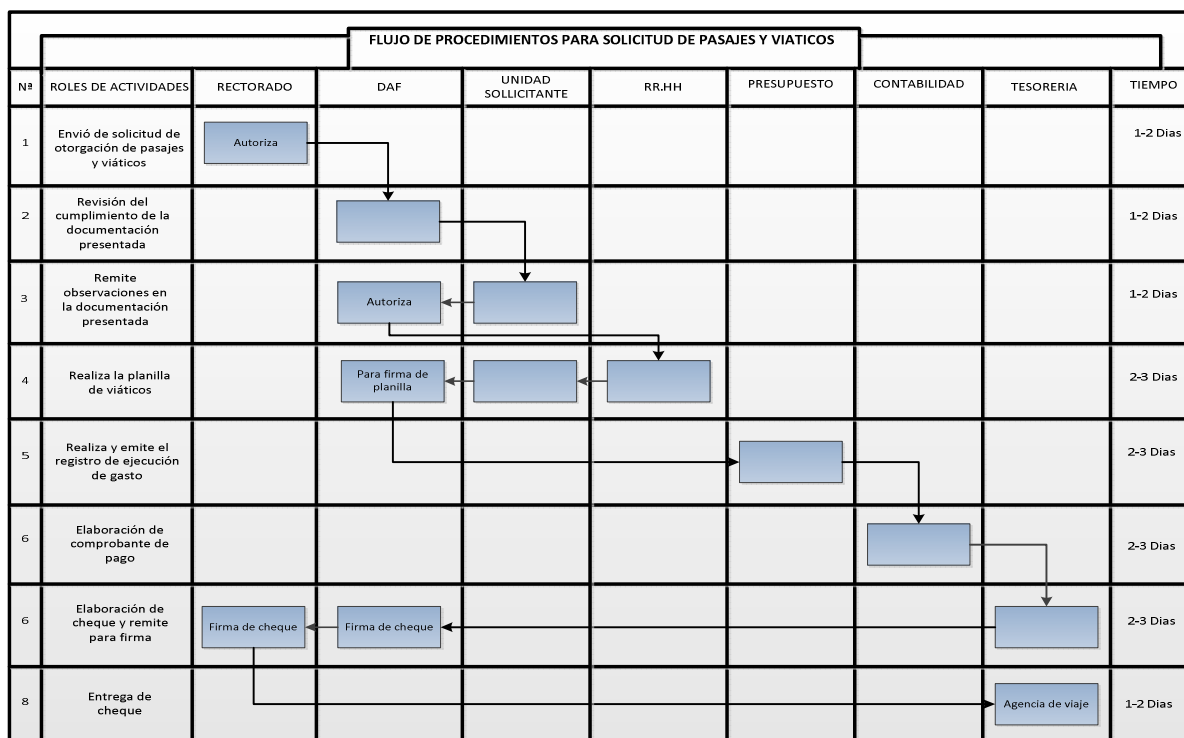 FLUJO DE PROCEDIMIENTOS PARA SOLICITUD DE PASAJES Y VIATICOS
Nª
ROLES DE ACTIVIDADES
RECTORADO
DAF
UNIDAD
SOLLICITANTE
RR.HH
PRESUPUESTO
CONTABILIDAD
TESORERIA
TIEMPO
1
Envió de solicitud de
otorgación de pasajes
y viáticos
Autoriza
1-2 Dias
2
Revisión del
cumplimiento de la
documentación
presentada
1-2 Dias
3
Remite
observaciones en
la documentación
presentada
Autoriza
1-2 Dias
4
Realiza la planilla
de viáticos
Para firma de
planilla
2-3 Dias
5
Realiza y emite el
registro de ejecución
de gasto
2-3 Dias
6
Elaboración de
comprobante de
pago
2-3 Dias
6
Elaboración de
cheque y remite
para firma
Firma de cheque
Firma de cheque
2-3 Dias
8
Entrega de
cheque
Agencia de viaje
1-2 Dias